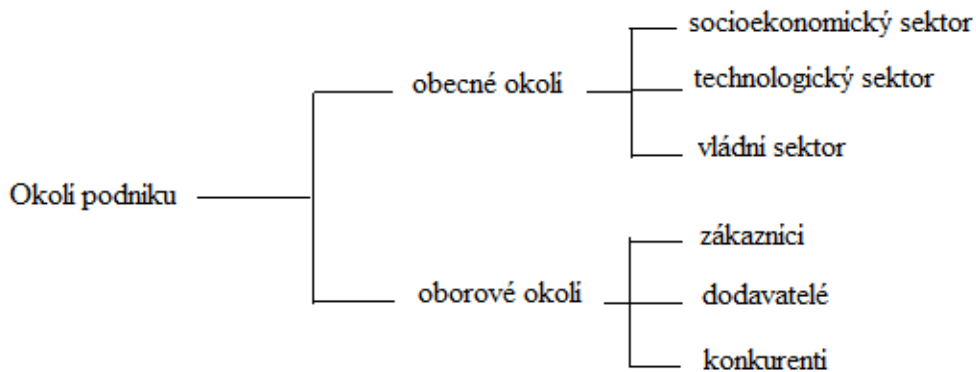 Okolí podniku
obecné okolí
socioekonomický sektor
technologický sektor
vládní sektor
oborové okolí
zákazníci
dodavatelé
konkurenti